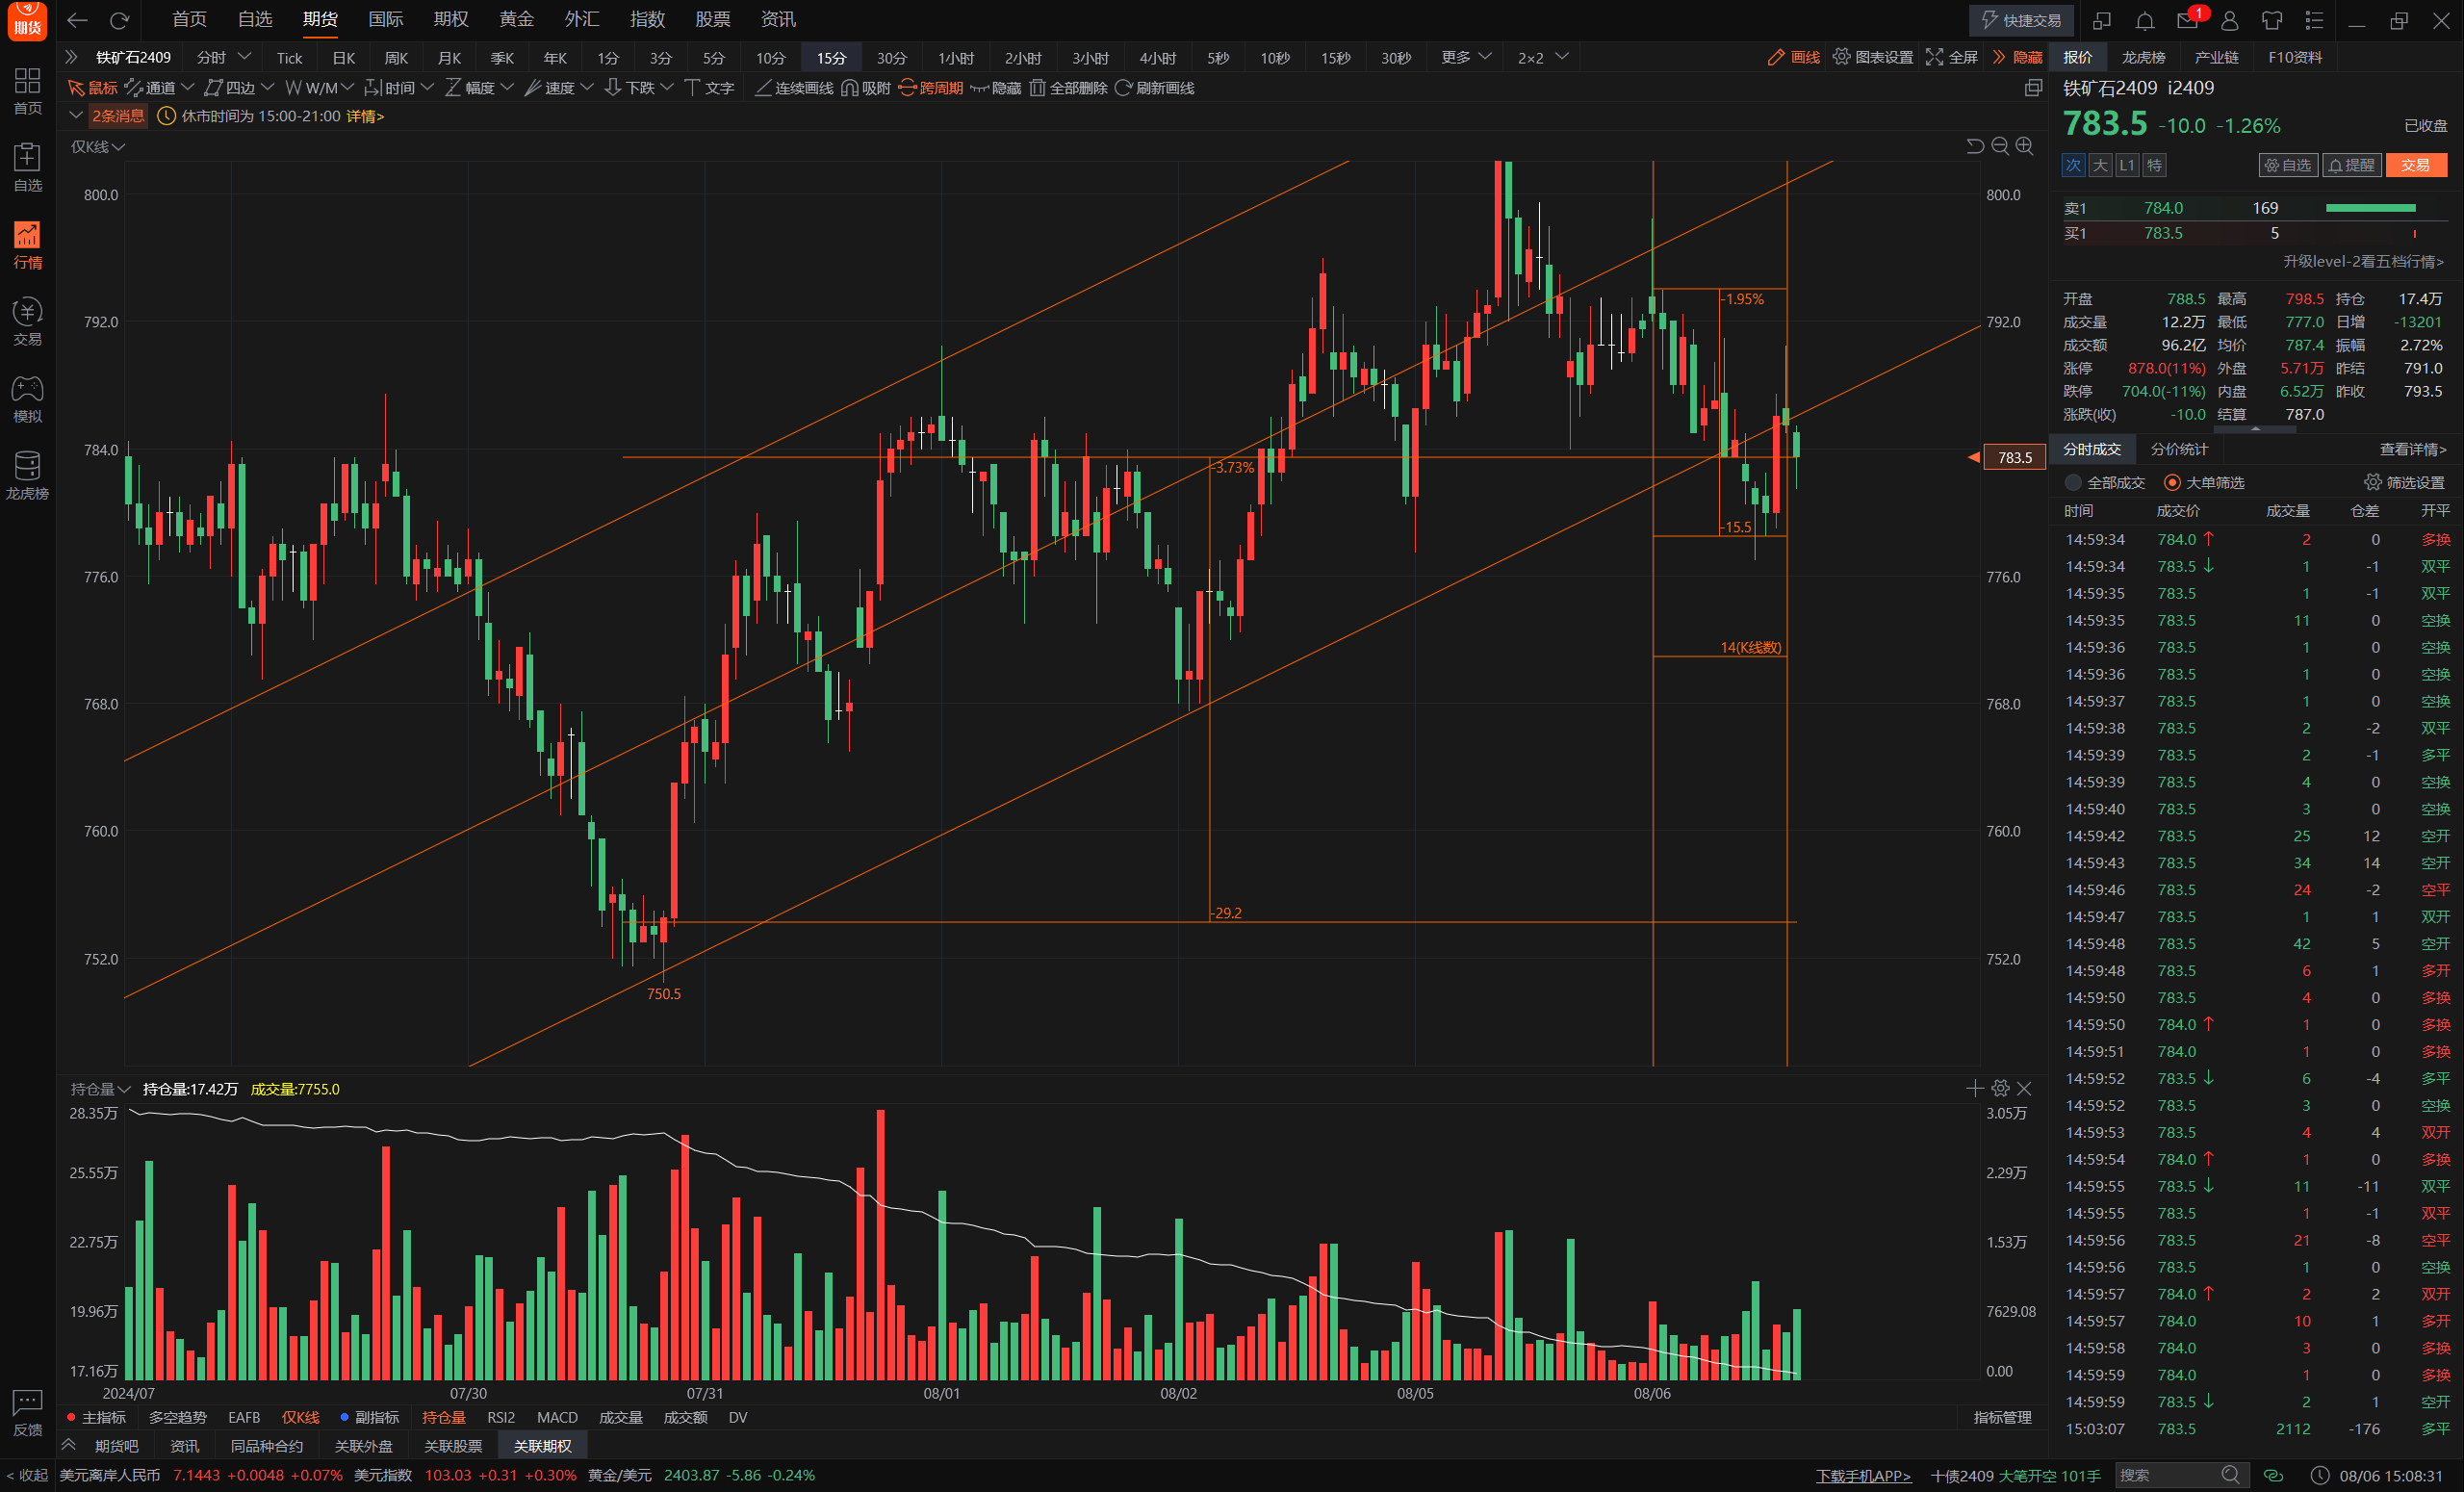 期货 首页 自选 期货 国际 期权 黄金 外汇 指数 股票 资讯 快捷交易 1
铁矿石2409 分时 Tick 日K 周K 月K 季K 年K 1分 3分 5分 10分 15分 30分 1小时 2小时 3小时 4小时 5秒 10秒 15秒 30秒 更多 2×2 画线 图表设置 全屏 隐藏 报价 龙虎榜 产业链 F10资料
鼠标 通道 四边 W/M 时间 幅度 速度 下跌 文字 连续画线 吸附 跨周期 隐藏 全部删除 刷新画线
2条消息 休市时间为 15:00-21:00 详情>
仅K线
首页
自选
行情
交易
模拟
龙虎榜
反馈
800.0 800.0
792.0 792.0
784.0 784.0
783.5
776.0 776.0
768.0 768.0
760.0 760.0
752.0 752.0
-1.95%
-3.73%
-15.5
14(K线数)
-29.2
750.5
持仓量 持仓量:17.42万 成交量:7755.0
28.35万 3.05万
25.55万 2.29万
22.75万 1.53万
19.96万 7629.08
17.16万 0.00
2024/07 07/30 07/31 08/01 08/02 08/05 08/06
主指标 多空趋势 EAFB 仅K线 副指标 持仓量 RSI2 MACD 成交量 成交额 DV 指标管理
期货吧 资讯 同品种合约 关联外盘 关联股票 关联期权
铁矿石2409 i2409
783.5 -10.0 -1.26% 已收盘
次 大 L1 特 自选 提醒 交易
卖1 784.0 169
买1 783.5 5
升级level-2看五档行情>
开盘 788.5 最高 798.5 持仓 17.4万
成交量 12.2万 最低 777.0 日增 -13201
成交额 96.2亿 均价 787.4 振幅 2.72%
涨停 878.0(11%) 外盘 5.71万 昨结 791.0
跌停 704.0(-11%) 内盘 6.52万 昨收 793.5
涨跌(收) -10.0 结算 787.0
分时成交 分价统计 查看详情>
全部成交 大单筛选 筛选设置
时间 成交价 成交量 仓差 开平
14:59:34 784.0 ↑ 2 0 多换
14:59:34 783.5 ↓ 1 -1 双平
14:59:35 783.5 1 -1 双平
14:59:35 783.5 11 0 空换
14:59:36 783.5 1 0 空换
14:59:36 783.5 1 0 空换
14:59:37 783.5 1 0 空换
14:59:38 783.5 2 -2 双平
14:59:39 783.5 2 -1 多平
14:59:39 783.5 4 0 空换
14:59:40 783.5 3 0 空换
14:59:42 783.5 25 12 空开
14:59:43 783.5 34 14 空开
14:59:46 783.5 24 -2 空平
14:59:47 783.5 1 1 双开
14:59:48 783.5 42 5 空开
14:59:48 783.5 6 1 多开
14:59:50 783.5 4 0 多换
14:59:50 784.0 ↑ 1 0 多换
14:59:51 784.0 1 0 多换
14:59:52 783.5 ↓ 6 -4 多平
14:59:52 783.5 3 0 空换
14:59:53 783.5 4 4 双开
14:59:54 784.0 ↑ 1 0 多换
14:59:55 783.5 ↓ 11 -11 双平
14:59:55 783.5 1 -1 双平
14:59:56 783.5 21 -8 空平
14:59:56 783.5 1 0 空换
14:59:57 784.0 ↑ 2 2 双开
14:59:57 784.0 10 1 多开
14:59:58 784.0 3 0 多换
14:59:59 784.0 1 0 多换
14:59:59 783.5 ↓ 2 1 空开
15:03:07 783.5 2112 -176 多平
< 收起 美元离岸人民币 7.1443 +0.0048 +0.07% 美元指数 103.03 +0.31 +0.30% 黄金/美元 2403.87 -5.86 -0.24% 下载手机APP> 十债2409 大笔开空 101手 搜索 08/06 15:08:31